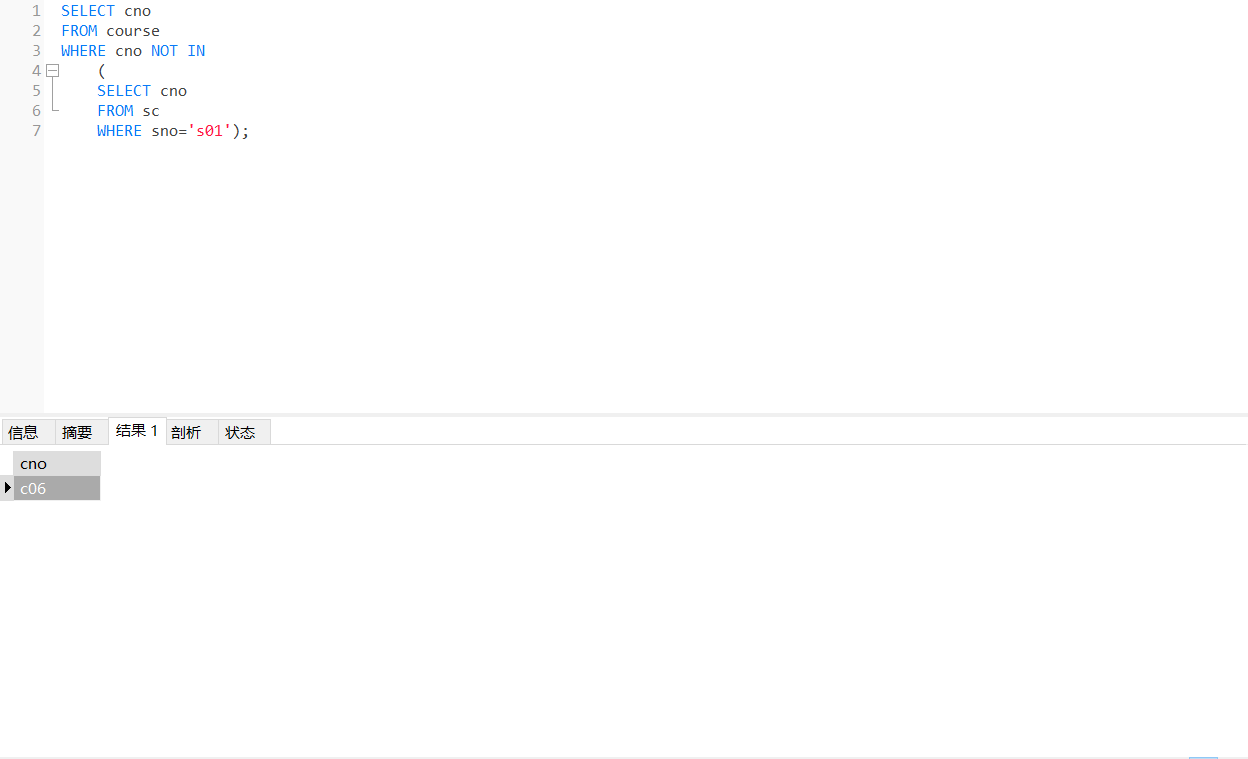 1 SELECT cno
2 FROM course
3 WHERE cno NOT IN
4 (
5 SELECT cno
6 FROM sc
7 WHERE sno='s01');
信息 摘要 结果 1 剖析 状态
cno
c06